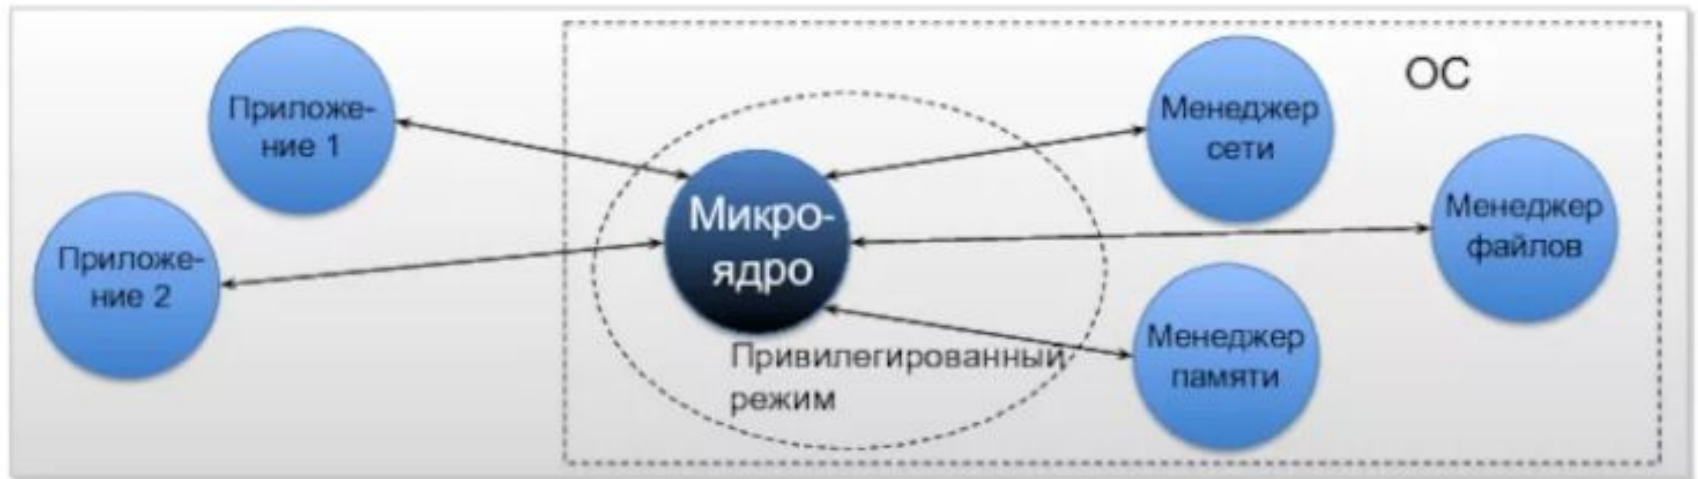 ОС
Приложе-
ние 1
Менеджер
сети
Микро-
ядро
Менеджер
файлов
Приложе-
ние 2
Менеджер
памяти
Привилегированный
режим